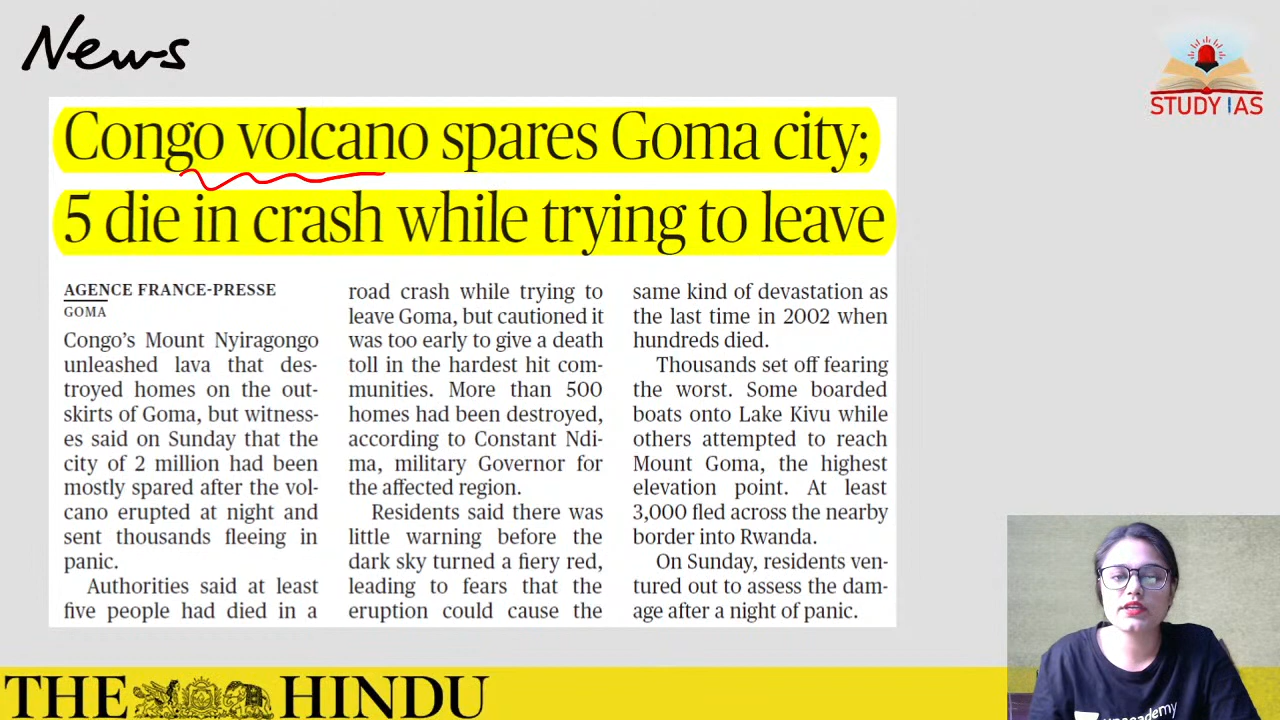 News
STUDY IAS
Congo volcano spares Goma city;
5 die in crash while trying to leave
AGENCE FRANCE-PRESSE
GOMA
Congo's Mount Nyiragongo
unleashed lava that des-
troyed homes on the out-
skirts of Goma, but witness-
es said on Sunday that the
city of 2 million had been
mostly spared after the vol-
cano erupted at night and
sent thousands fleeing in
panic.
Authorities said at least
five people had died in a
road crash while trying to
leave Goma, but cautioned it
was too early to give a death
toll in the hardest hit com-
munities. More than 500
homes had been destroyed,
according to Constant Ndi-
ma, military Governor for
the affected region.
Residents said there was
little warning before the
dark sky turned a fiery red,
leading to fears that the
eruption could cause the
same kind of devastation as
the last time in 2002 when
hundreds died.
Thousands set off fearing
the worst. Some boarded
boats onto Lake Kivu while
others attempted to reach
Mount Goma, the highest
elevation point. At least
3,000 fled across the nearby
border into Rwanda.
On Sunday, residents ven-
tured out to assess the dam-
age after a night of panic.
THE HINDU